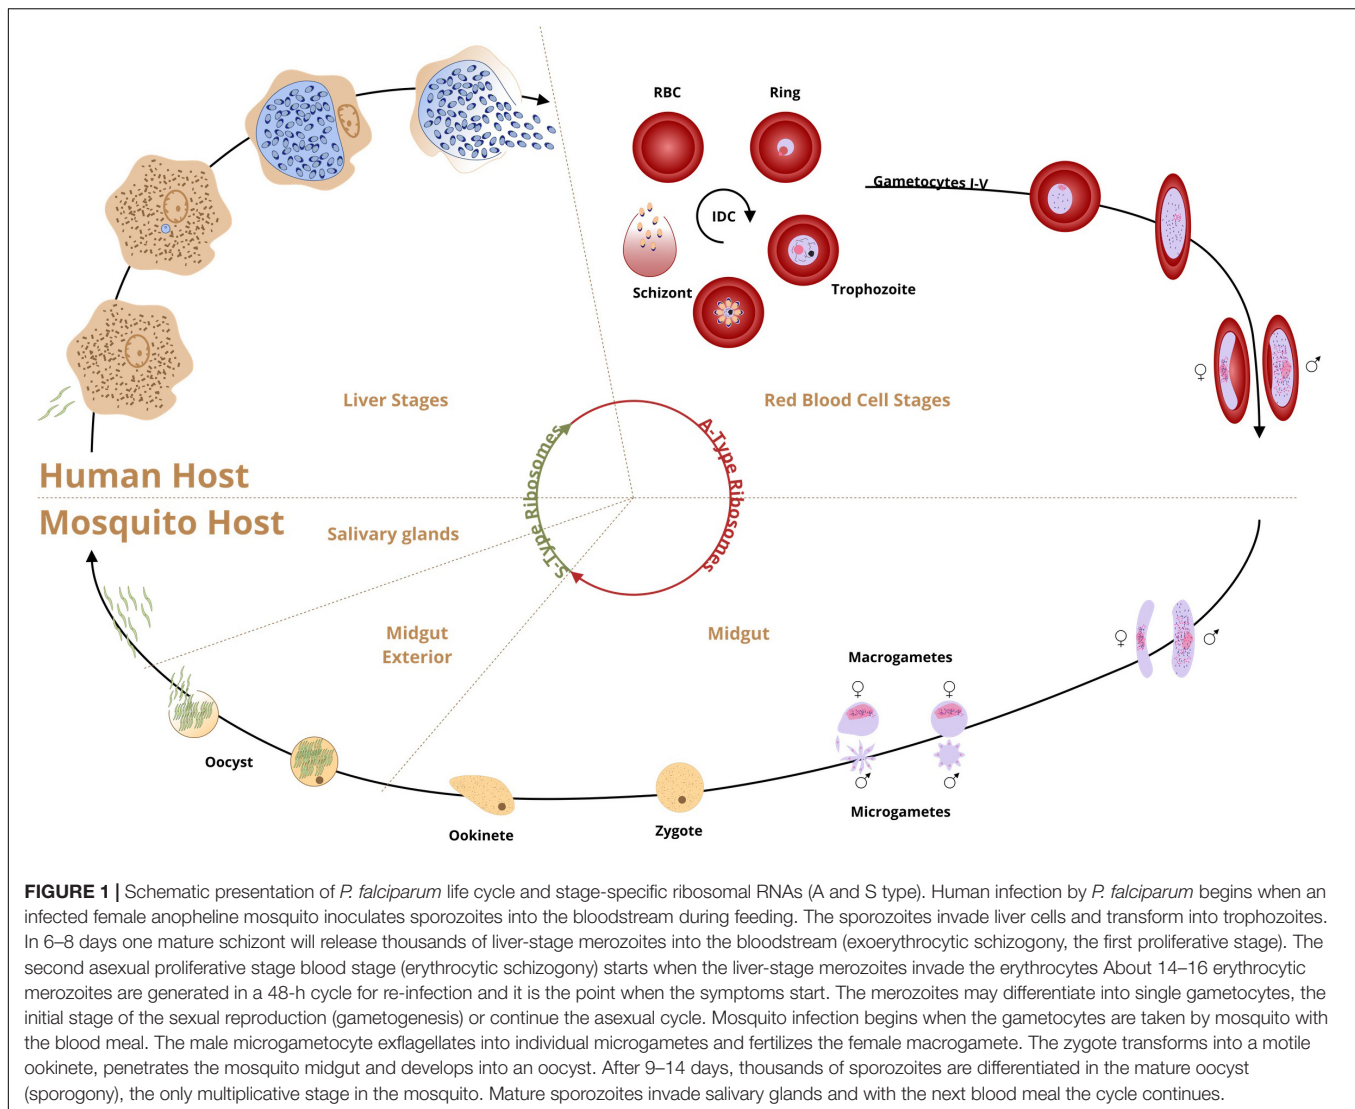 RBC
Ring
Gametocytes I-V
IDC
Schizont
Trophozoite
♀
♂
Liver Stages
Red Blood Cell Stages
S-Type Ribosomes
A-Type Ribosomes
Human Host
Mosquito Host
Salivary glands
Midgut
Exterior
Midgut
♀
♂
Macrogametes
♀ ♀
♂ ♂
Microgametes
Oocyst
Ookinete
Zygote
FIGURE 1 | Schematic presentation of P. falciparum life cycle and stage-specific ribosomal RNAs (A and S type). Human infection by P. falciparum begins when an
infected female anopheline mosquito inoculates sporozoites into the bloodstream during feeding. The sporozoites invade liver cells and transform into trophozoites.
In 6–8 days one mature schizont will release thousands of liver-stage merozoites into the bloodstream (exoerythrocytic schizogony, the first proliferative stage). The
second asexual proliferative stage blood stage (erythrocytic schizogony) starts when the liver-stage merozoites invade the erythrocytes About 14–16 erythrocytic
merozoites are generated in a 48-h cycle for re-infection and it is the point when the symptoms start. The merozoites may differentiate into single gametocytes, the
initial stage of the sexual reproduction (gametogenesis) or continue the asexual cycle. Mosquito infection begins when the gametocytes are taken by mosquito with
the blood meal. The male microgametocyte exflagellates into individual microgametes and fertilizes the female macrogamete. The zygote transforms into a motile
ookinete, penetrates the mosquito midgut and develops into an oocyst. After 9–14 days, thousands of sporozoites are differentiated in the mature oocyst
(sporogony), the only multiplicative stage in the mosquito. Mature sporozoites invade salivary glands and with the next blood meal the cycle continues.